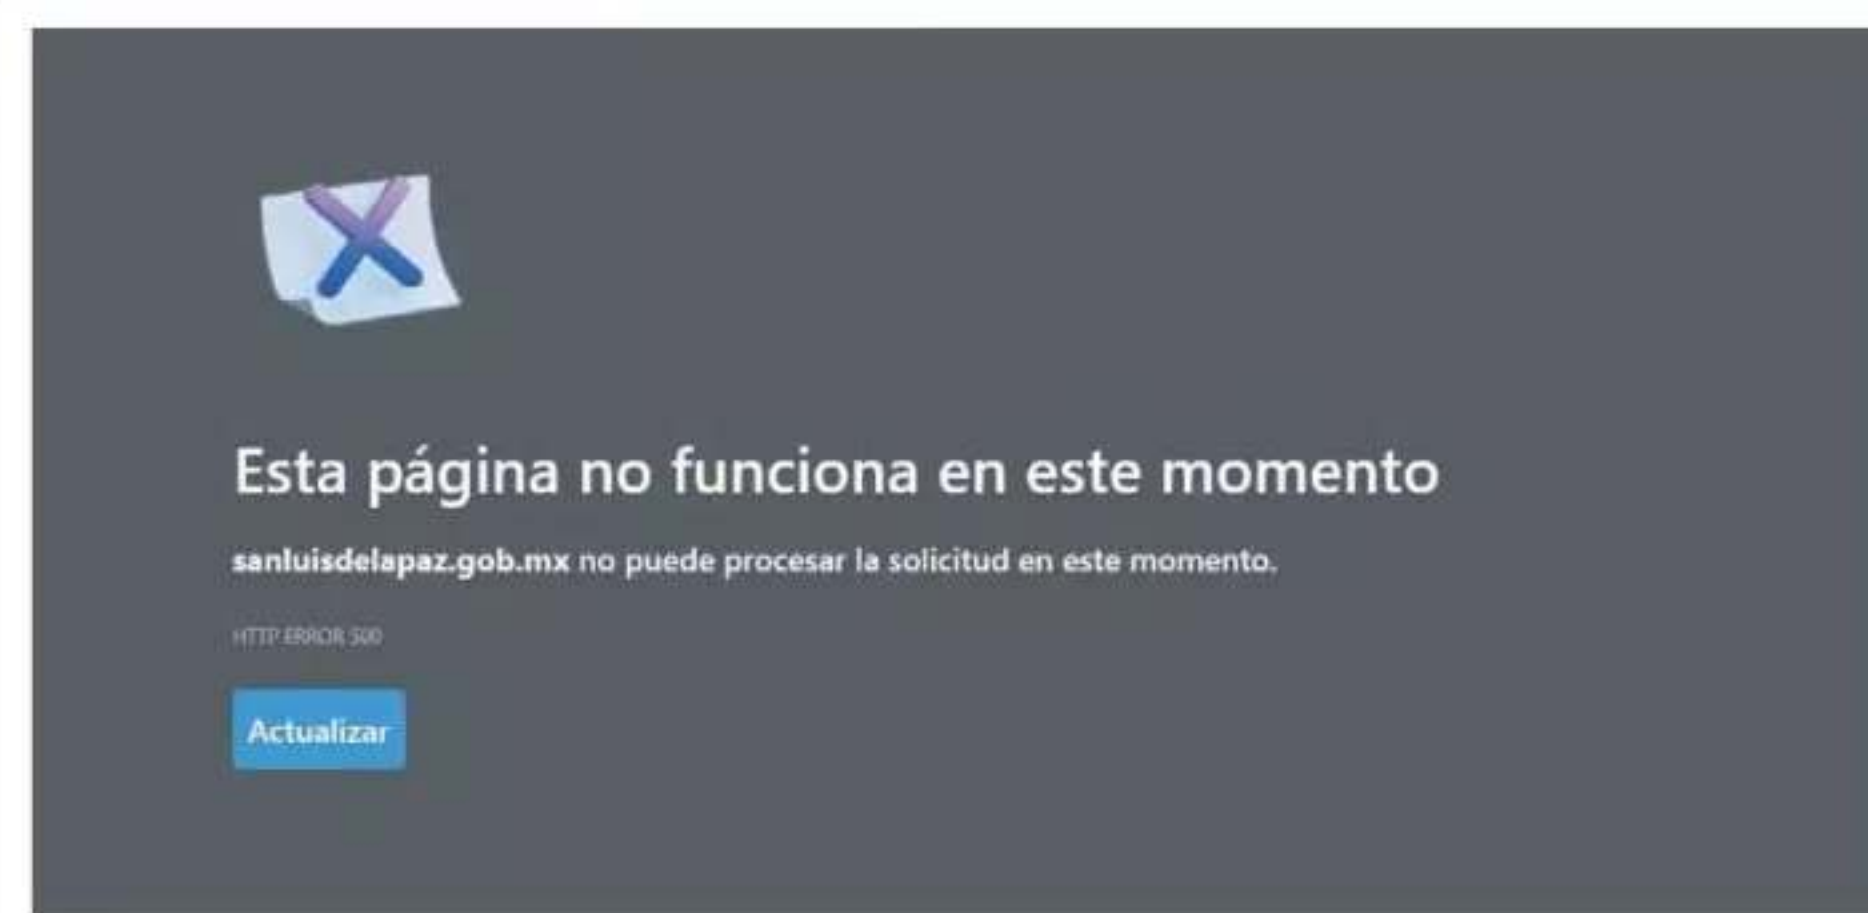 Esta página no funciona en este momento
sanluisdelapaz.gob.mx no puede procesar la solicitud en este momento.
HTTP ERROR 500
Actualizar